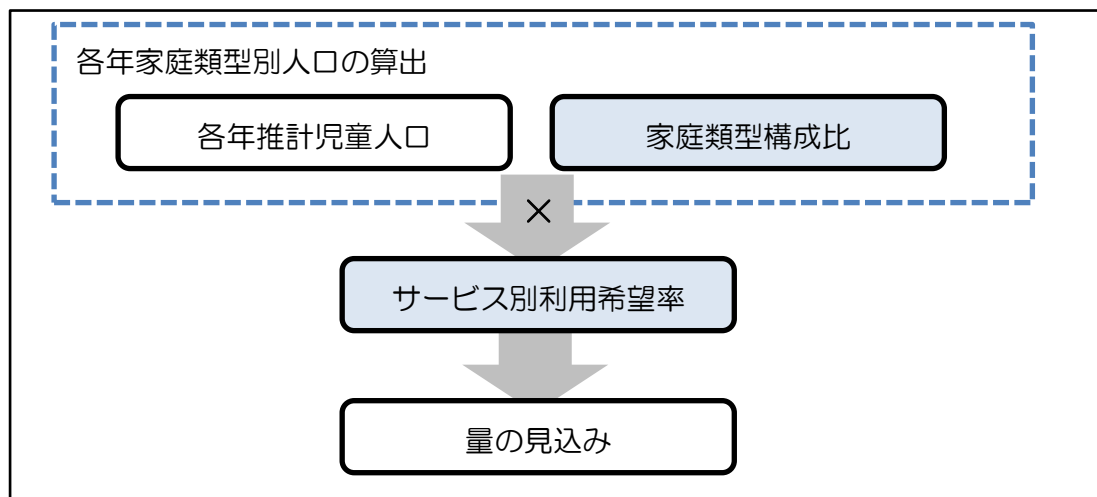 各年家庭類型別人口の算出
各年推計児童人口
家庭類型構成比
×
サービス別利用希望率
量の見込み